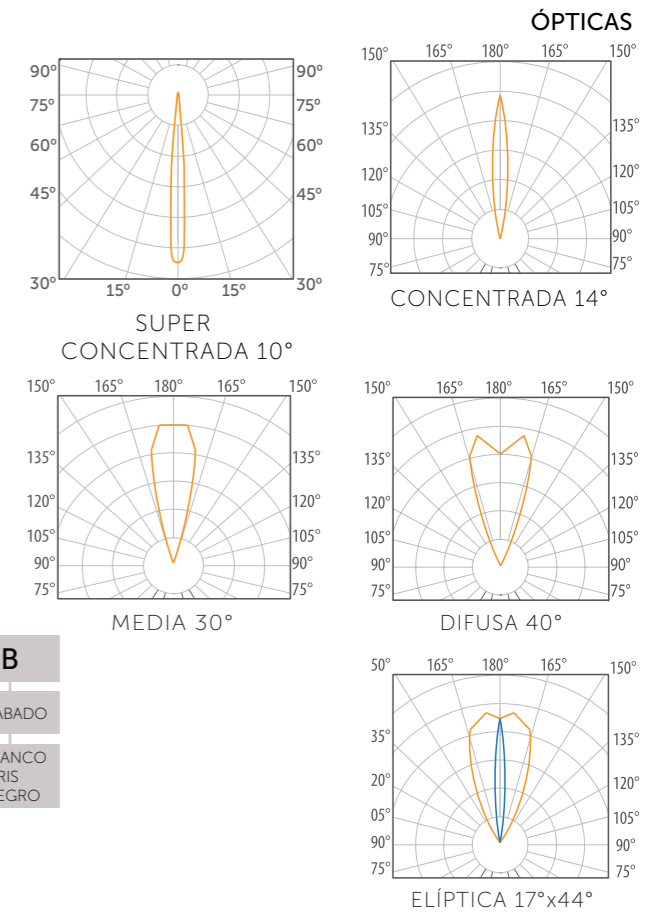 ÓPTICAS
90° 90°
75° 75°
60° 60°
45° 45°
30° 15° 0° 15° 30°
SUPER
CONCENTRADA 10°
150° 165° 180° 165° 150°
135° 135°
120° 120°
105° 105°
90° 90°
75° 75°
CONCENTRADA 14°
150° 165° 180° 165° 150°
135° 135°
120° 120°
105° 105°
90° 90°
75° 75°
MEDIA 30°
150° 165° 180° 165° 150°
135° 135°
120° 120°
105° 105°
90° 90°
75° 75°
DIFUSA 40°
B
ABADO
ANCO
RIS
EGRO
50° 165° 180° 165° 150°
35° 135°
20° 120°
05° 105°
90° 90°
75° 75°
ELÍPTICA 17°x44°